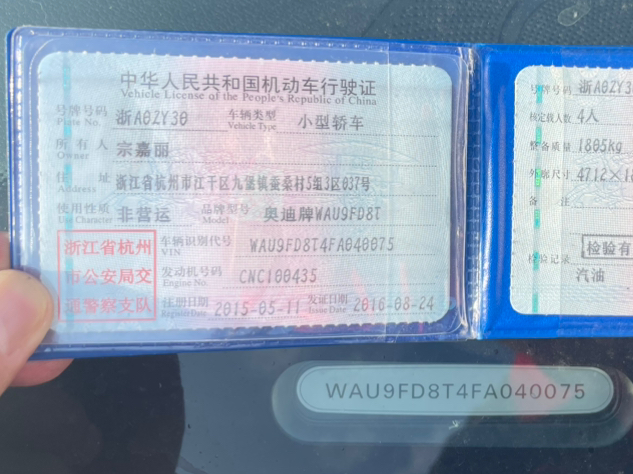 中华人民共和国机动车行驶证
Vehicle License of the People's Republic of China
号牌号码 浙A0ZY30 车辆类型 小型轿车
Plate No. Vehicle Type
所有人 宗嘉丽
Owner
住址 浙江省杭州市江干区九堡镇蚕桑村5组3区037号
Address
使用性质 非营运 品牌型号 奥迪牌WAU9FD8T
Use Character Model
浙江省杭州 车辆识别代号 WAU9FD8T4FA040075
VIN
市公安局交 发动机号码 CNC100435
Engine No.
通警察支队 注册日期 2015-05-11 发证日期 2016-08-24
Register Date Issue Date
号牌号码 浙A0ZY3
核定载人数 4人
整备质量 1805kg
外廓尺寸 4712×18
备注
检验有
检验记录
汽油
WAU9FD8T4FA040075